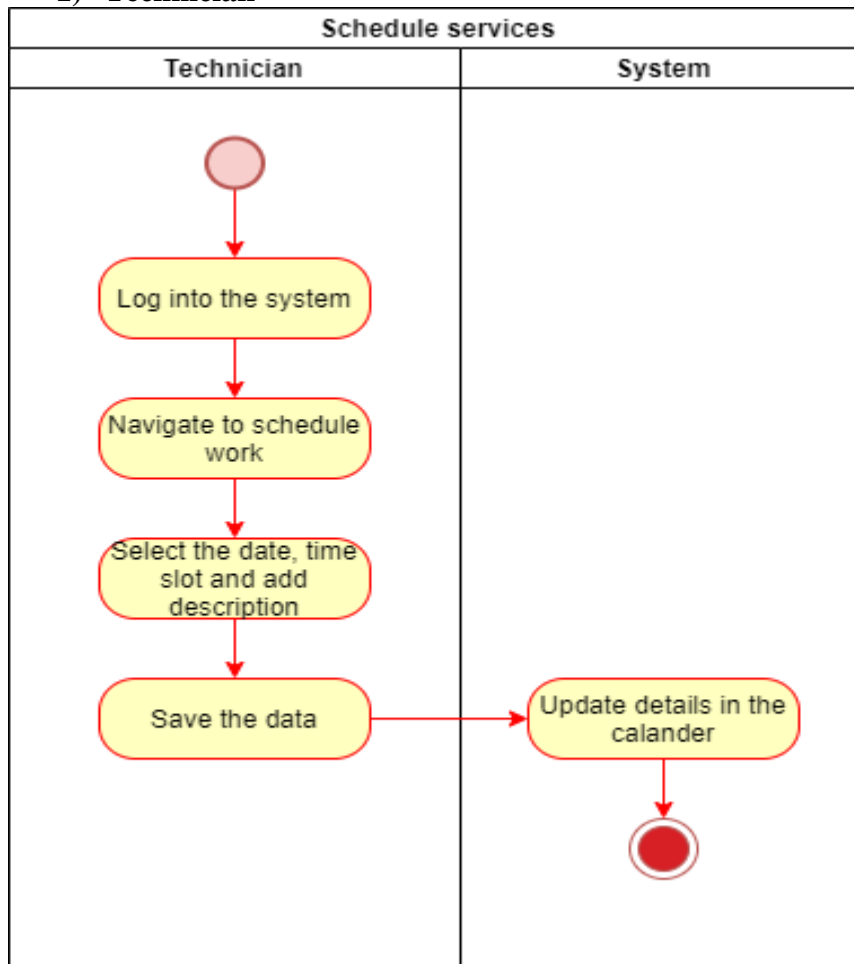 Technician
Schedule services
Technician
System
Log into the system
Navigate to schedule
work
Select the date, time
slot and add
description
Save the data
Update details in the
calander